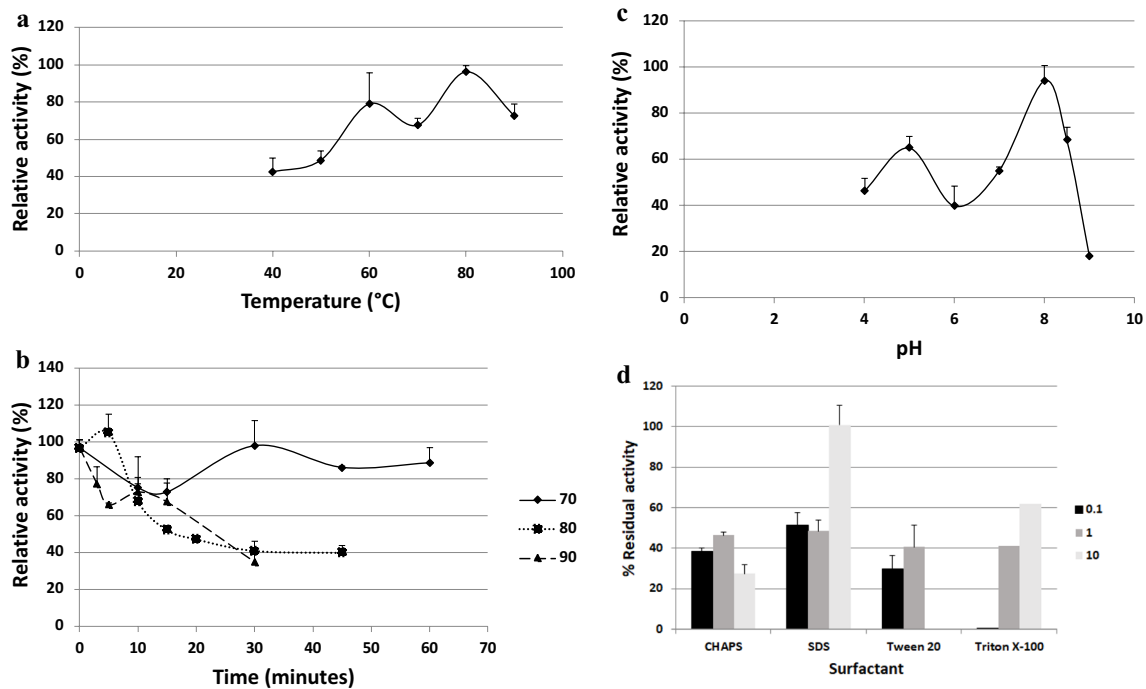 a
Relative activity (%)
120
100
80
60
40
20
0
0 20 40 60 80 100
Temperature (°C)
b
Relative activity (%)
140
120
100
80
60
40
20
0
0 10 20 30 40 50 60 70
Time (minutes)
70
80
90
c
Relative activity (%)
120
100
80
60
40
20
0
0 2 4 6 8 10
pH
d
% Residual activity
120
100
80
60
40
20
0
CHAPS SDS Tween 20 Triton X-100
Surfactant
0.1
1
10